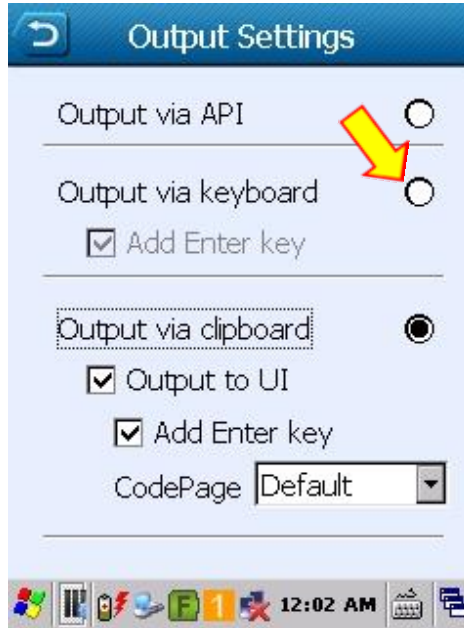 Output Settings
Output via API
Output via keyboard
Add Enter key
Output via clipboard
Output to UI
Add Enter key
CodePage Default
F 1 12:02 AM